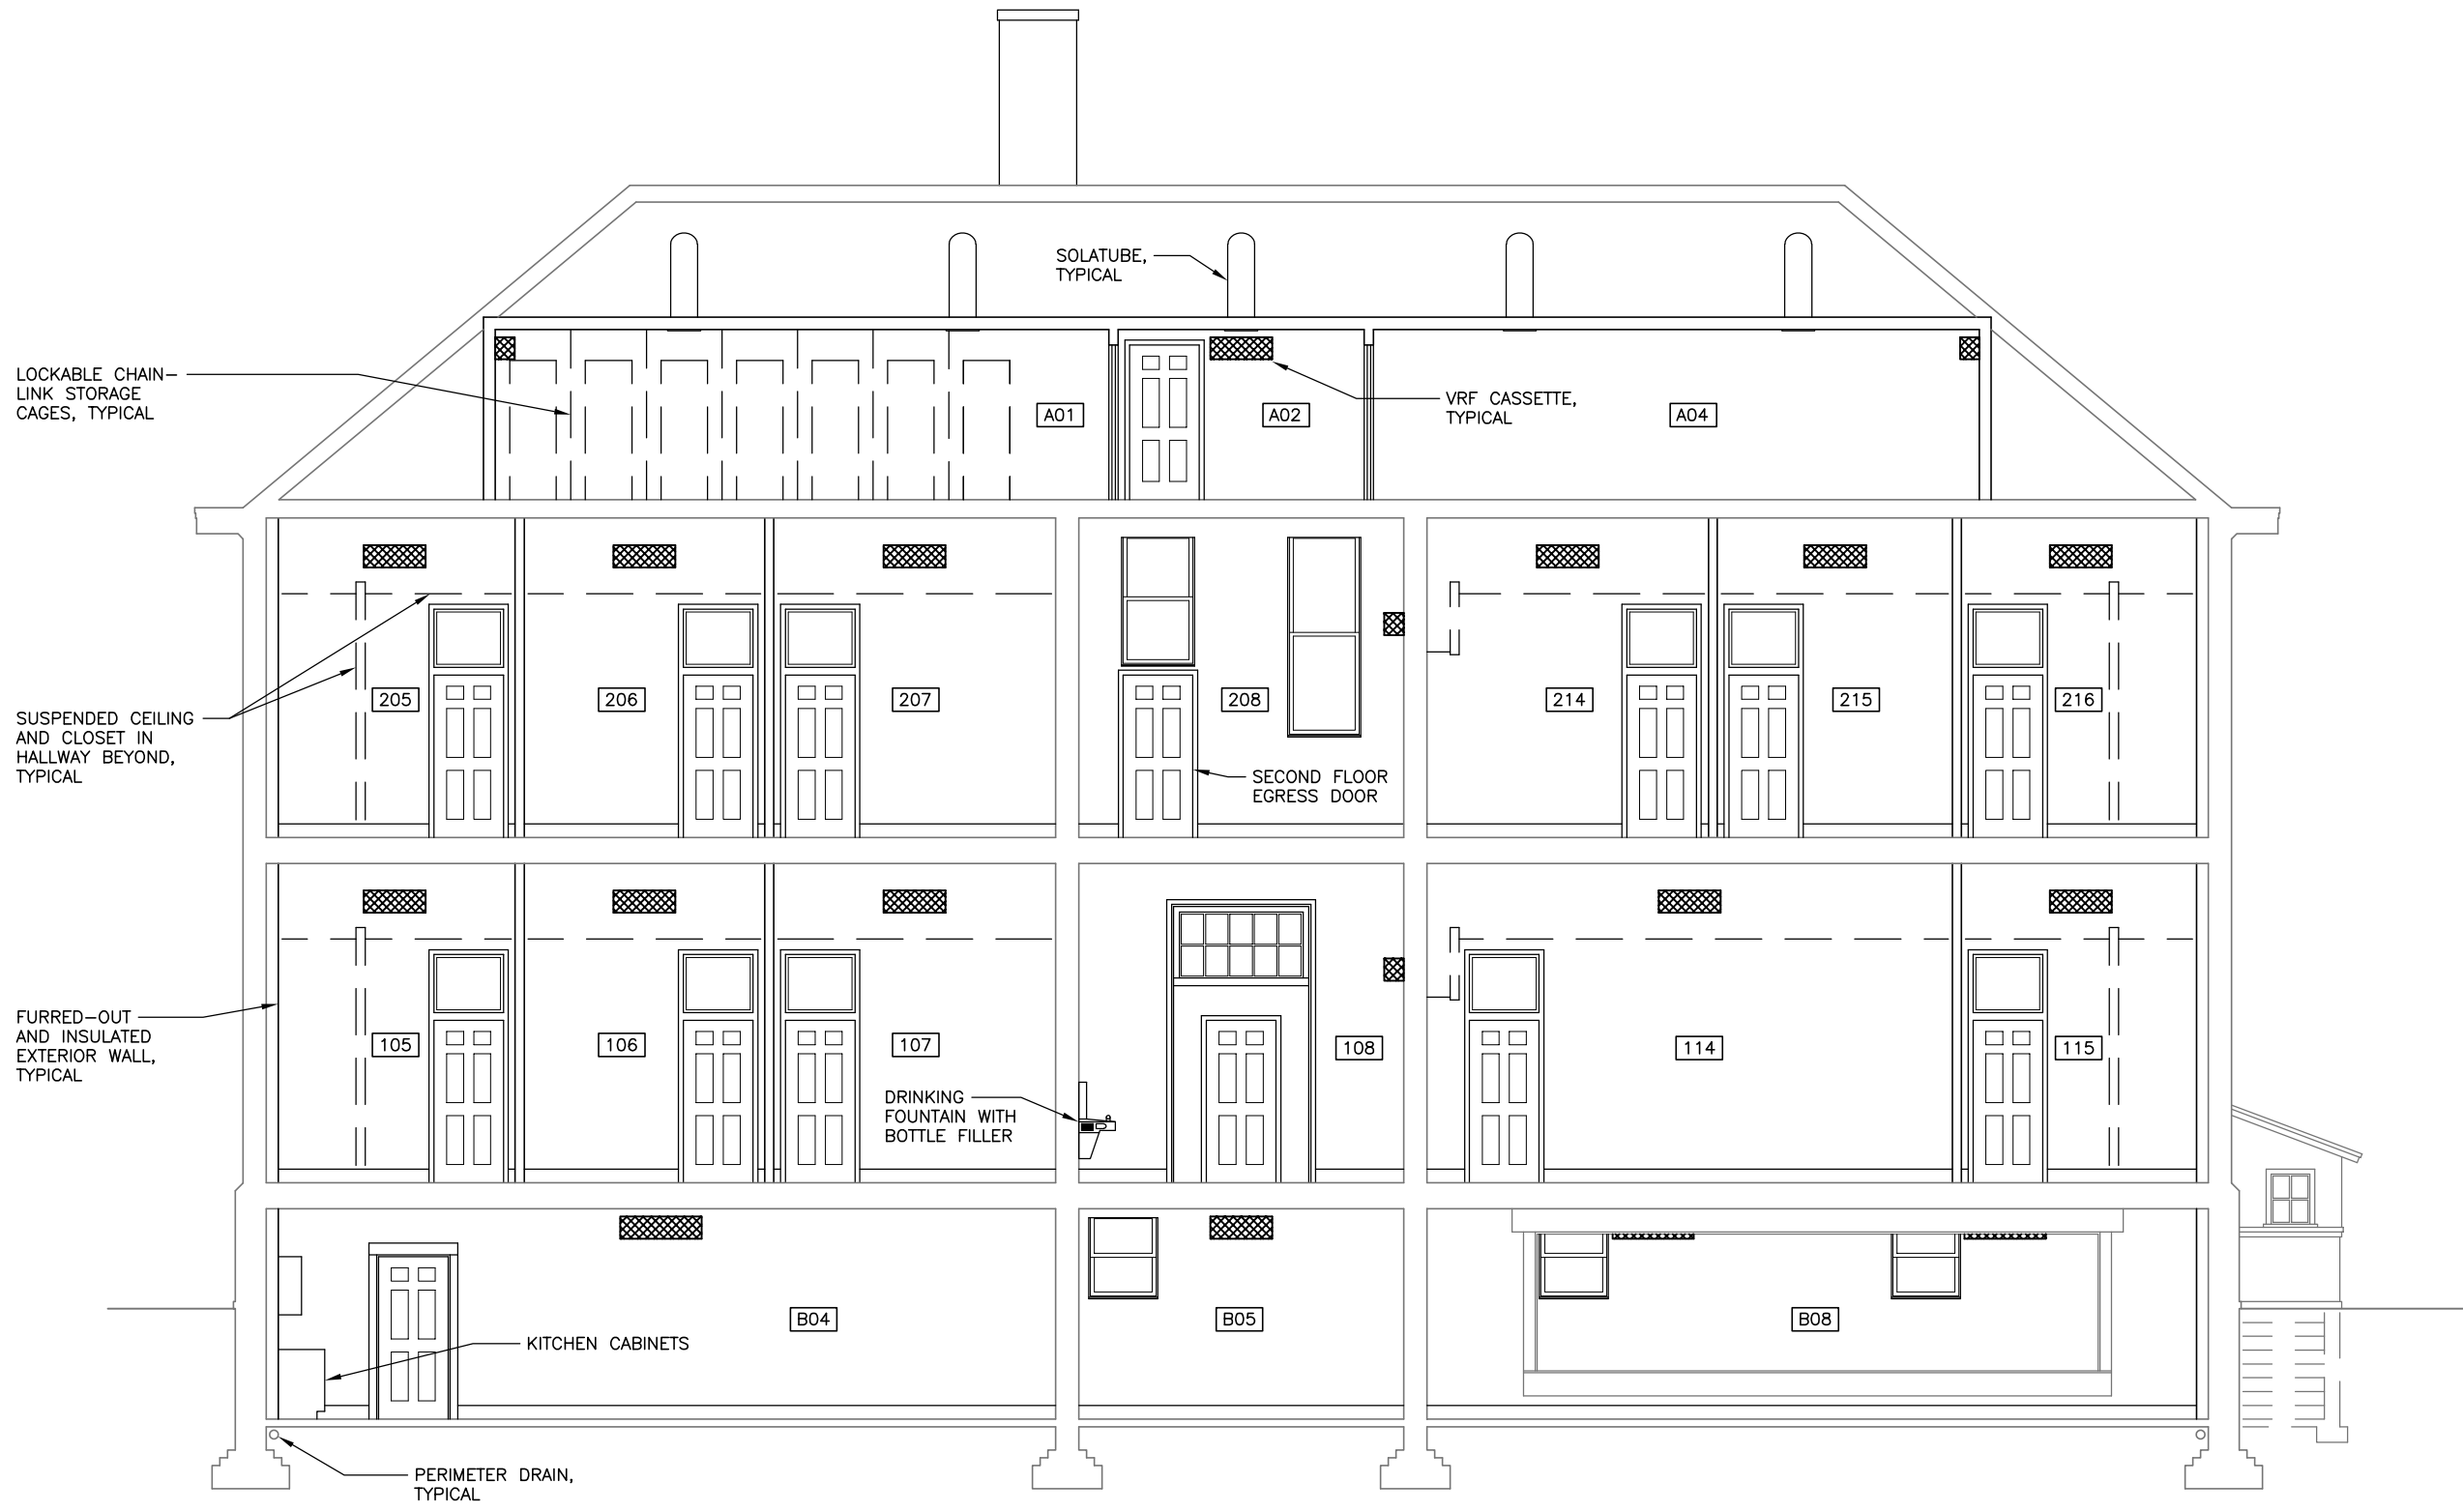 SOLATUBE,
TYPICAL
LOCKABLE CHAIN-
LINK STORAGE
CAGES, TYPICAL
VRF CASSETTE,
TYPICAL
A01
A02
A04
205
206
207
208
214
215
216
SUSPENDED CEILING
AND CLOSET IN
HALLWAY BEYOND,
TYPICAL
SECOND FLOOR
EGRESS DOOR
FURRED-OUT
AND INSULATED
EXTERIOR WALL,
TYPICAL
105
106
107
108
114
115
DRINKING
FOUNTAIN WITH
BOTTLE FILLER
B04
B05
B08
KITCHEN CABINETS
PERIMETER DRAIN,
TYPICAL